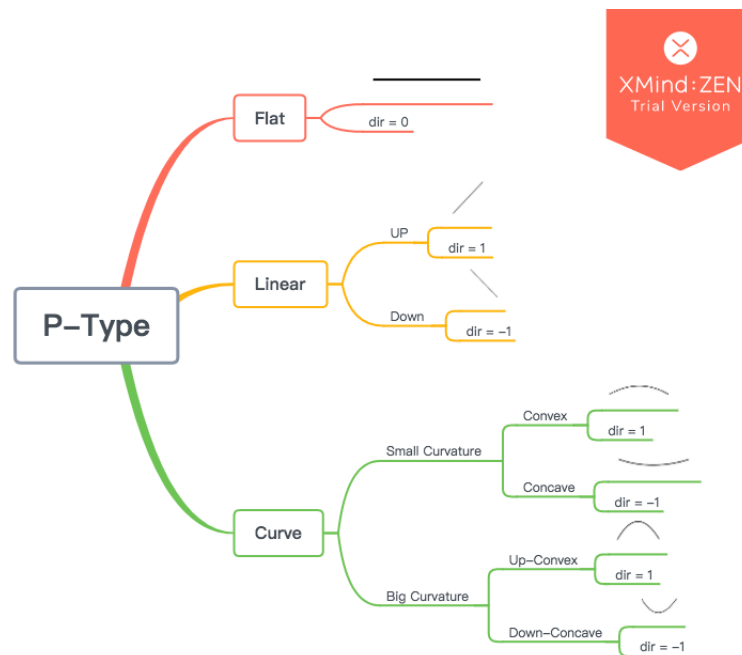 XMind:ZEN
Trial Version
P-Type
Flat
dir = 0
Linear
UP
dir = 1
Down
dir = -1
Curve
Small Curvature
Convex
dir = 1
Concave
dir = -1
Big Curvature
Up-Convex
dir = 1
Down-Concave
dir = -1